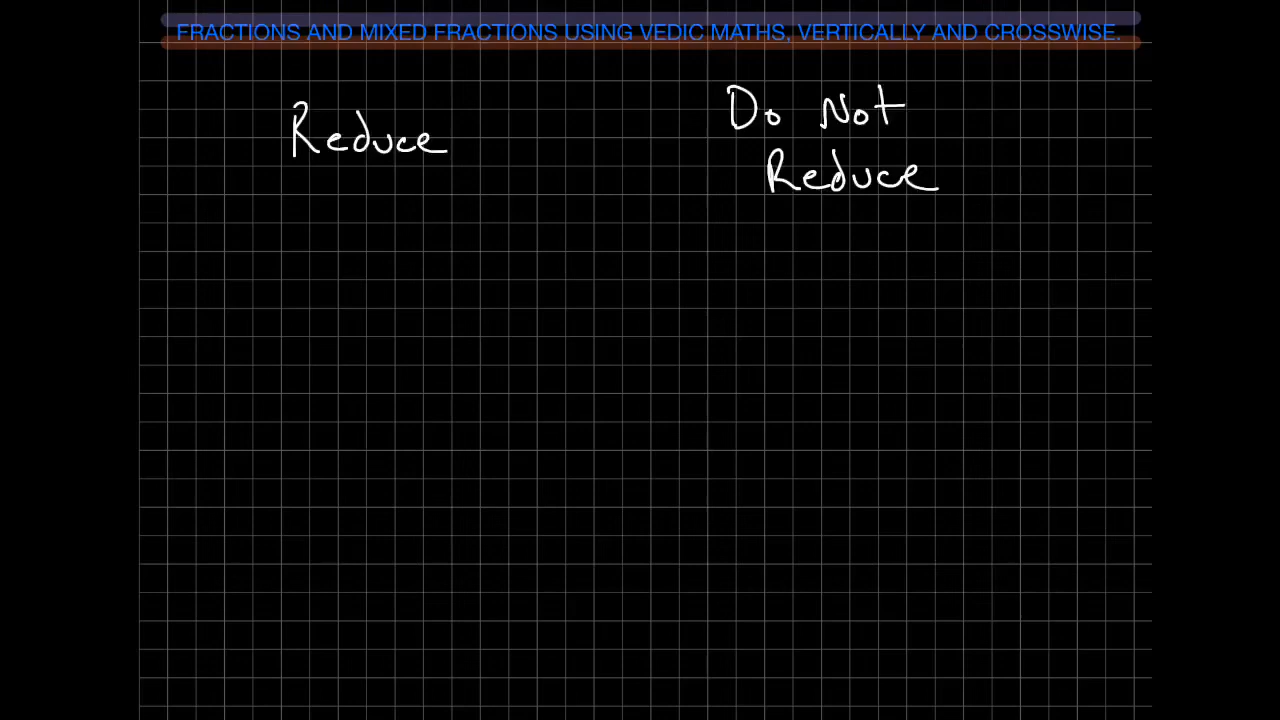 FRACTIONS AND MIXED FRACTIONS USING VEDIC MATHS, VERTICALLY AND CROSSWISE.
Reduce
Do Not
Reduce